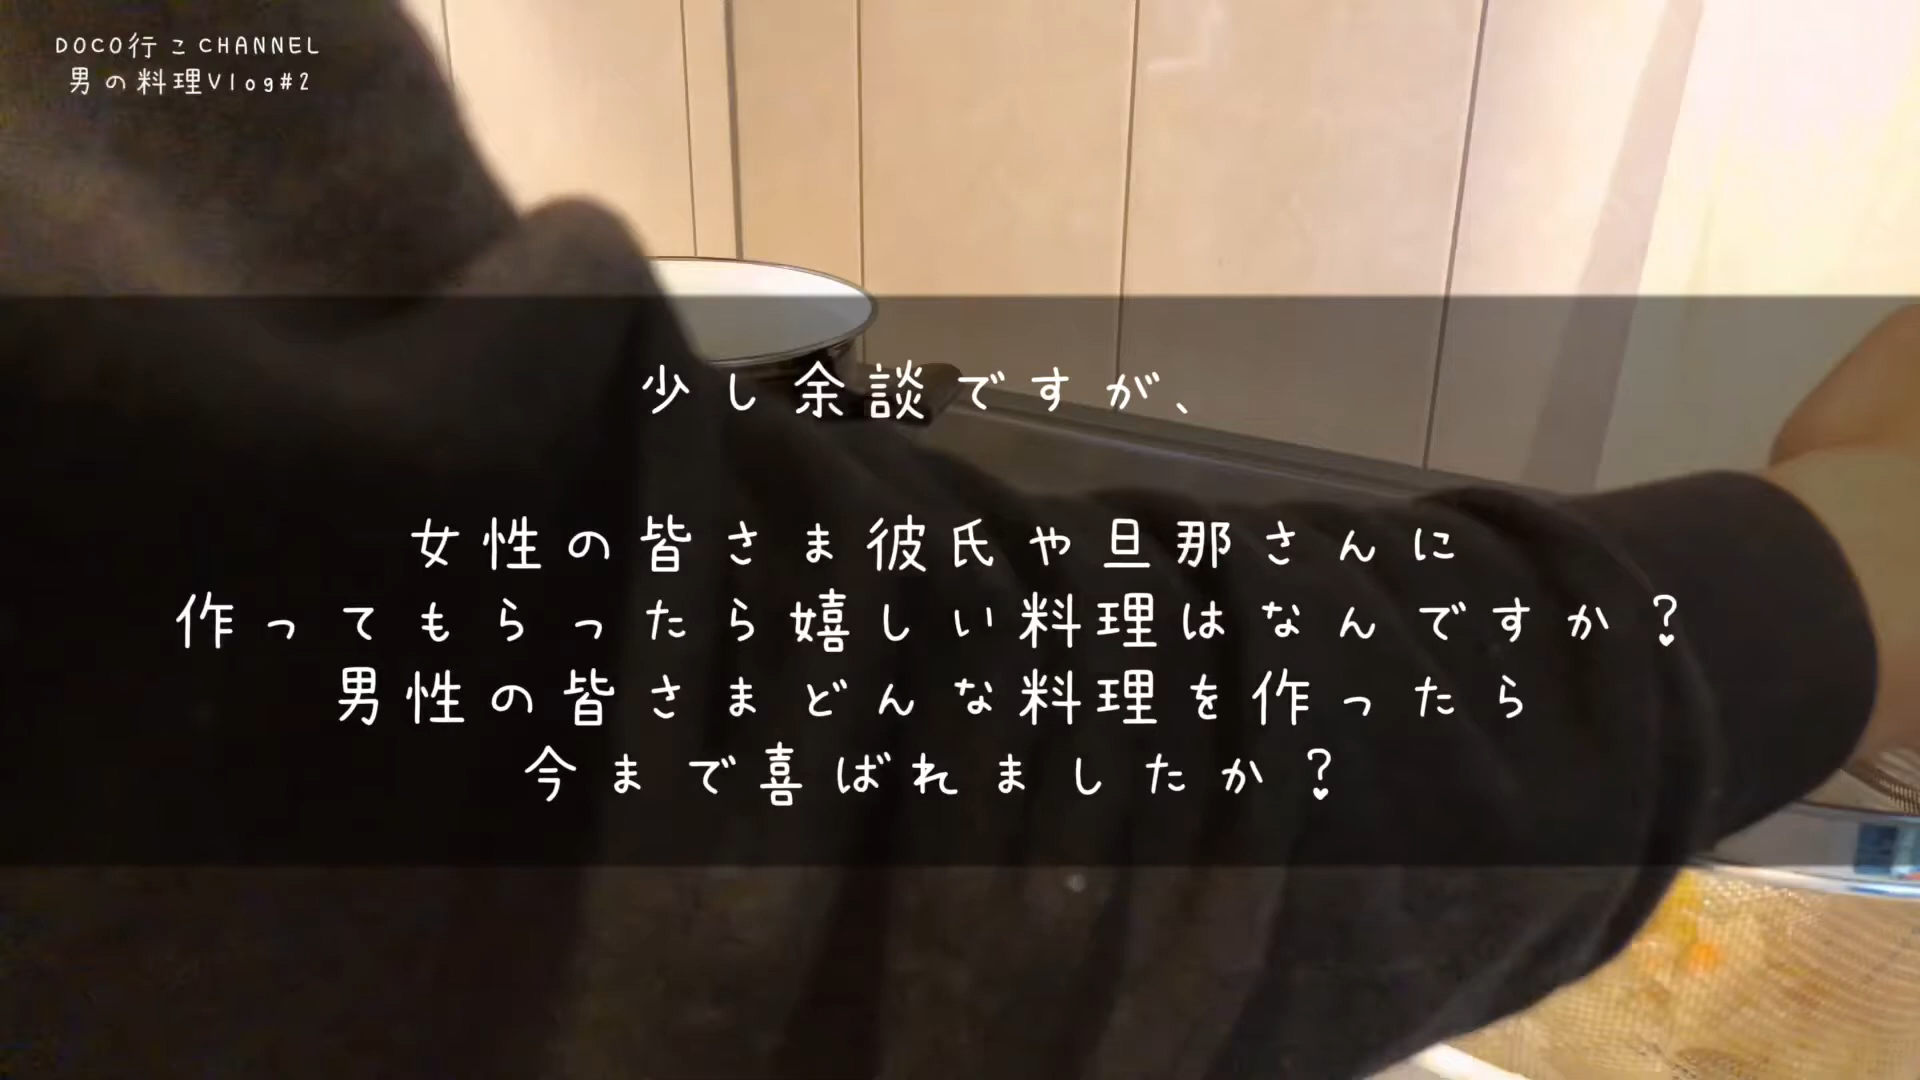 DOCO行こCHANNEL
男の料理Vlog#2
少し余談ですが、
女性の皆さま彼氏や旦那さんに
作ってもらったら嬉しい料理はなんですか?
男性の皆さまどんな料理を作ったら
今まで喜ばれましたか?